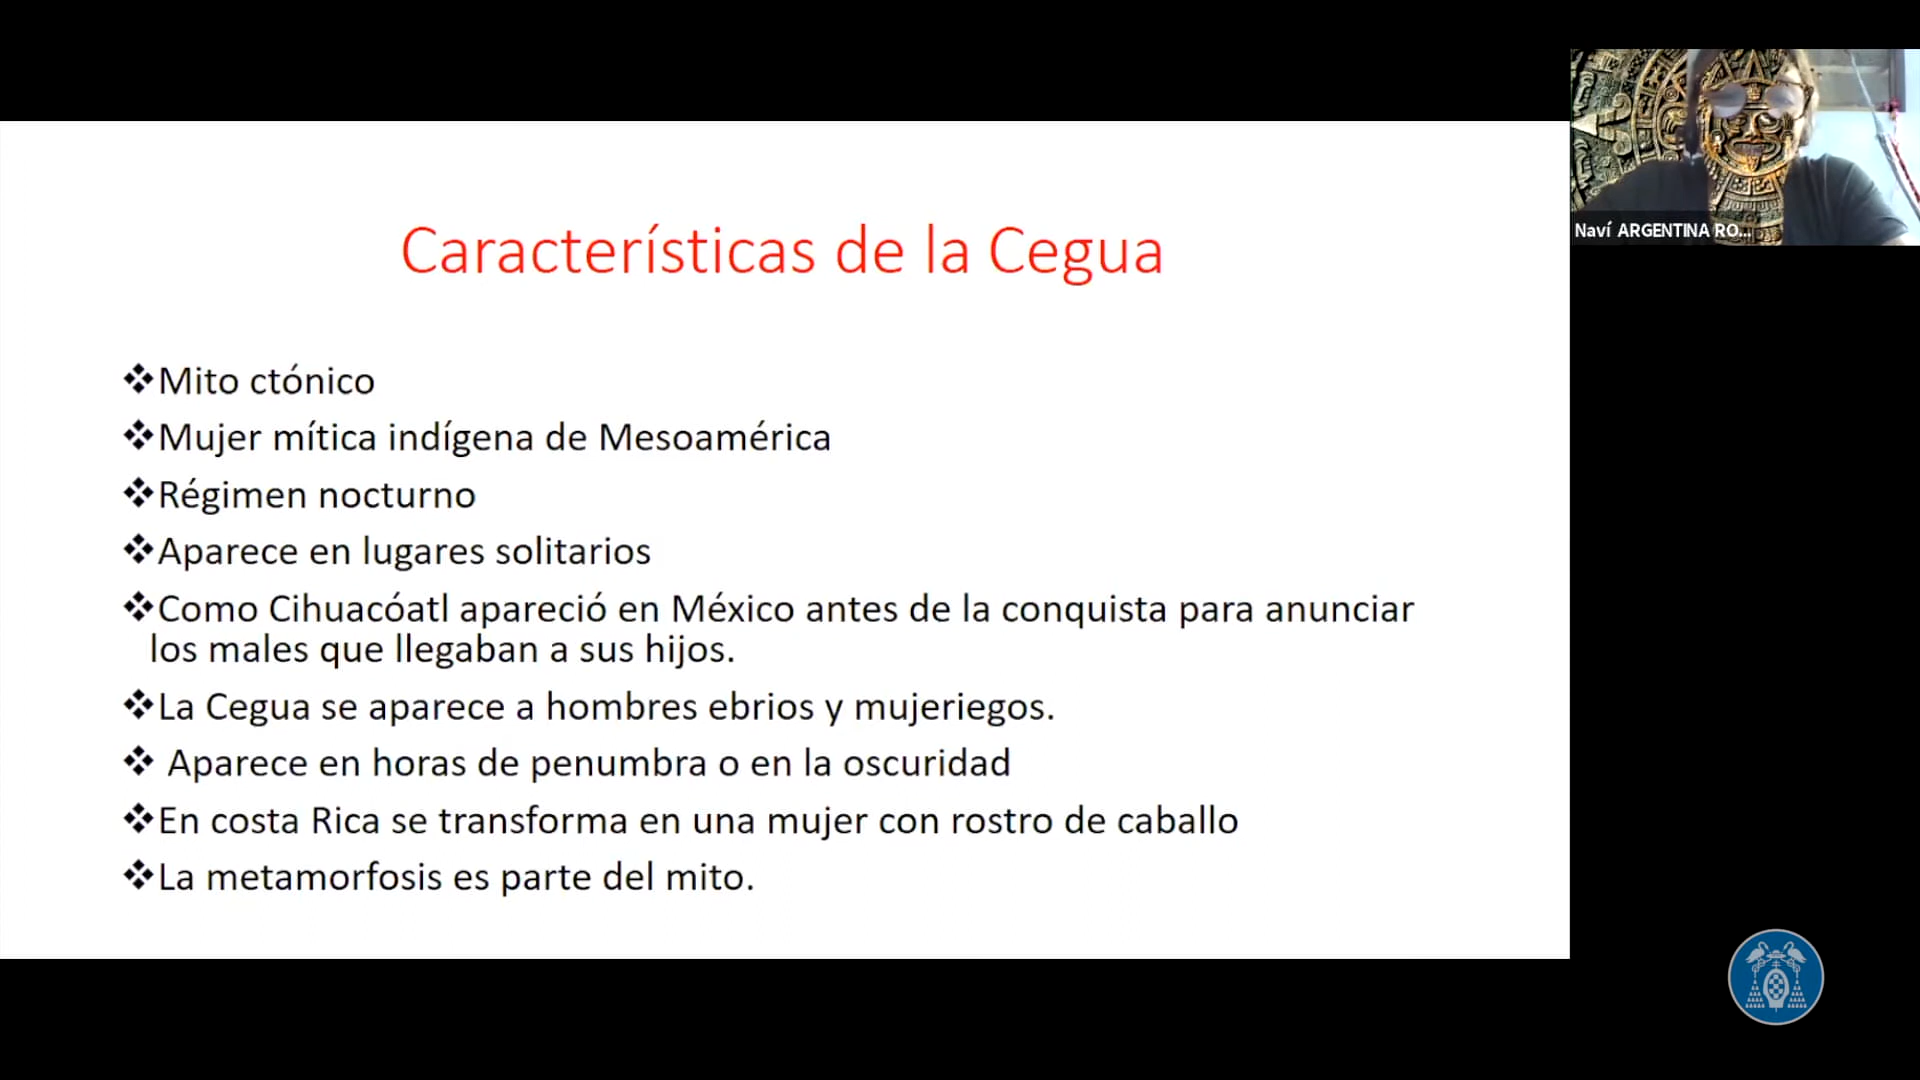 Características de la Cegua
❖Mito ctónico
❖Mujer mítica indígena de Mesoamérica
❖Régimen nocturno
❖Aparece en lugares solitarios
❖Como Cihuacóatl apareció en México antes de la conquista para anunciar
los males que llegaban a sus hijos.
❖La Cegua se aparece a hombres ebrios y mujeriegos.
❖ Aparece en horas de penumbra o en la oscuridad
❖En costa Rica se transforma en una mujer con rostro de caballo
❖La metamorfosis es parte del mito.
Naví ARGENTINA RO...